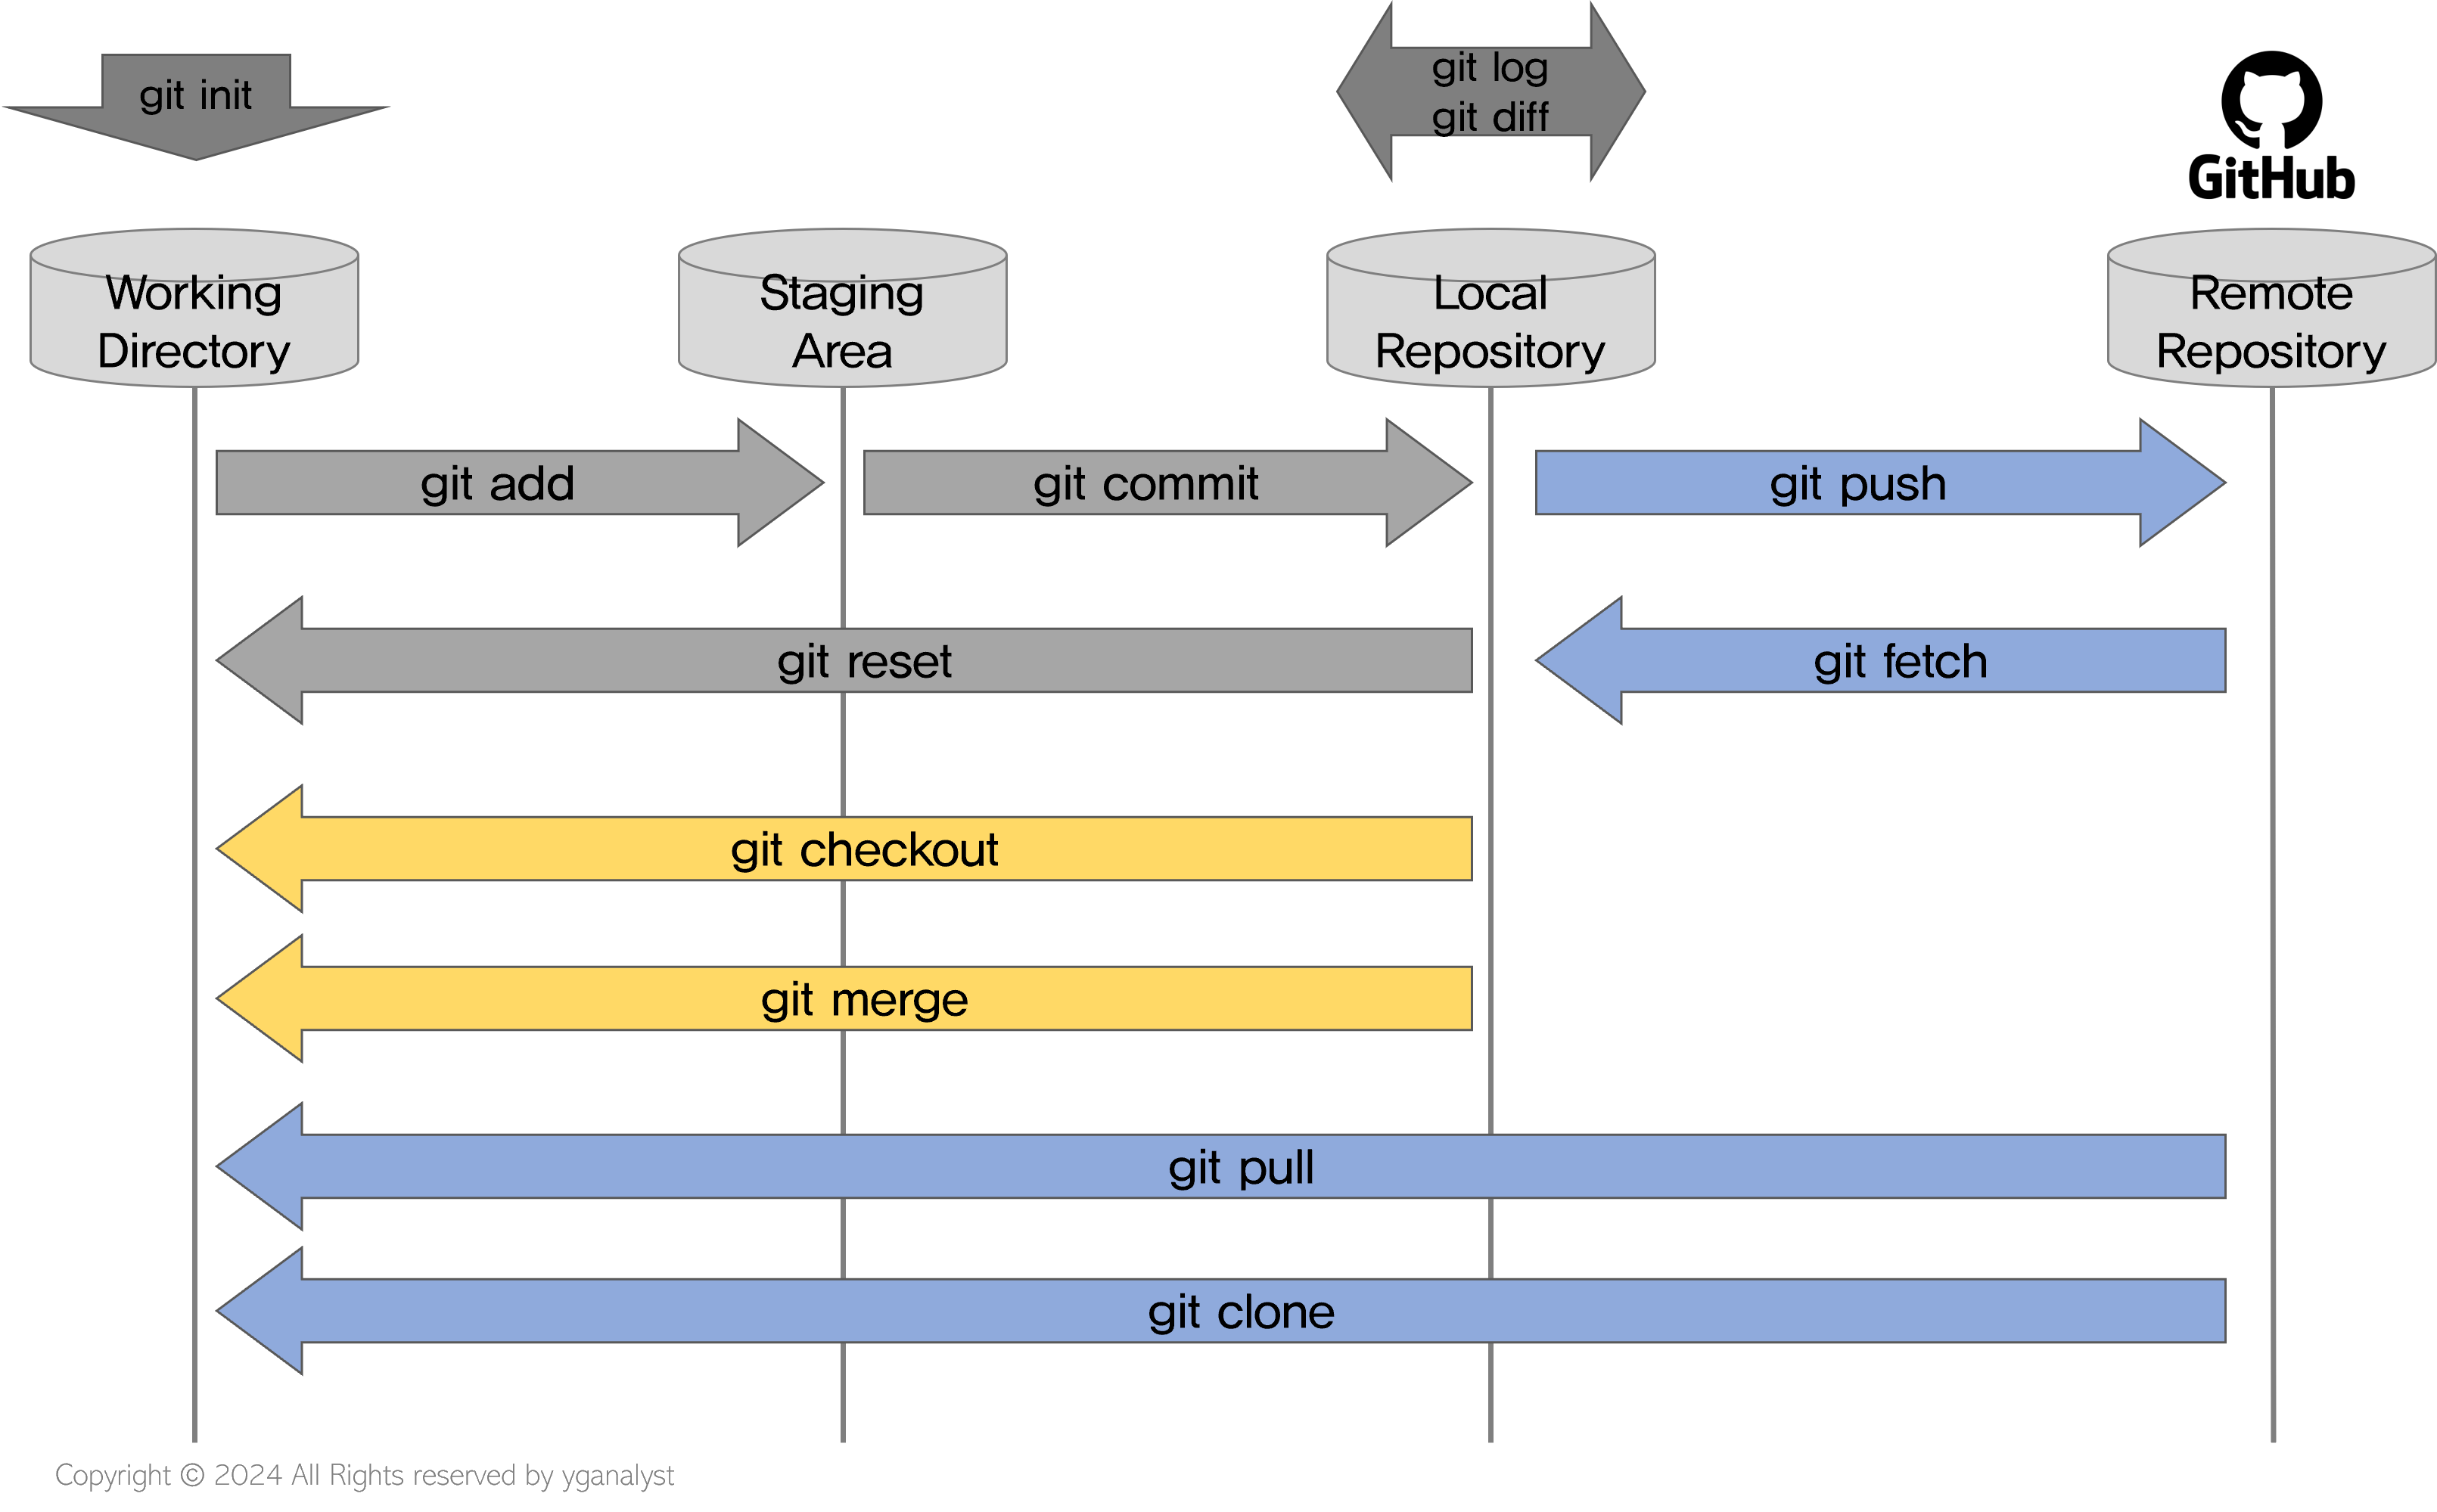 git init
git log
git diff
GitHub
Working
Directory
Staging
Area
Local
Repository
Remote
Repository
git add
git commit
git push
git reset
git fetch
git checkout
git merge
git pull
git clone
Copyright © 2024 All Rights reserved by yganalyst